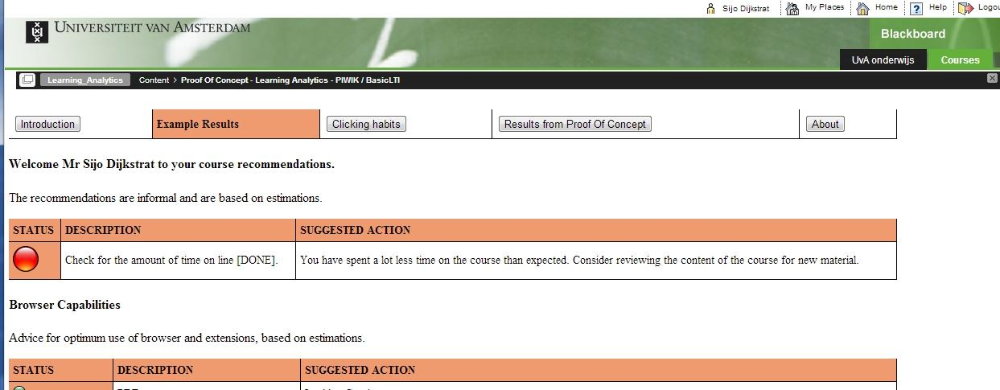 Sijo Dijkstrat My Places Home Help Logou
UNIVERSITEIT VAN AMSTERDAM
Blackboard
UvA onderwijs Courses
Learning_Analytics Content > Proof Of Concept - Learning Analytics - PIWIK / BasicLTI
Introduction Example Results Clicking habits Results from Proof Of Concept About
Welcome Mr Sijo Dijkstrat to your course recommendations.
The recommendations are informal and are based on estimations.
STATUS DESCRIPTION SUGGESTED ACTION
Check for the amount of time on line [DONE]. You have spent a lot less time on the course than expected. Consider reviewing the content of the course for new material.
Browser Capabilities
Advice for optimum use of browser and extensions, based on estimations.
STATUS DESCRIPTION SUGGESTED ACTION